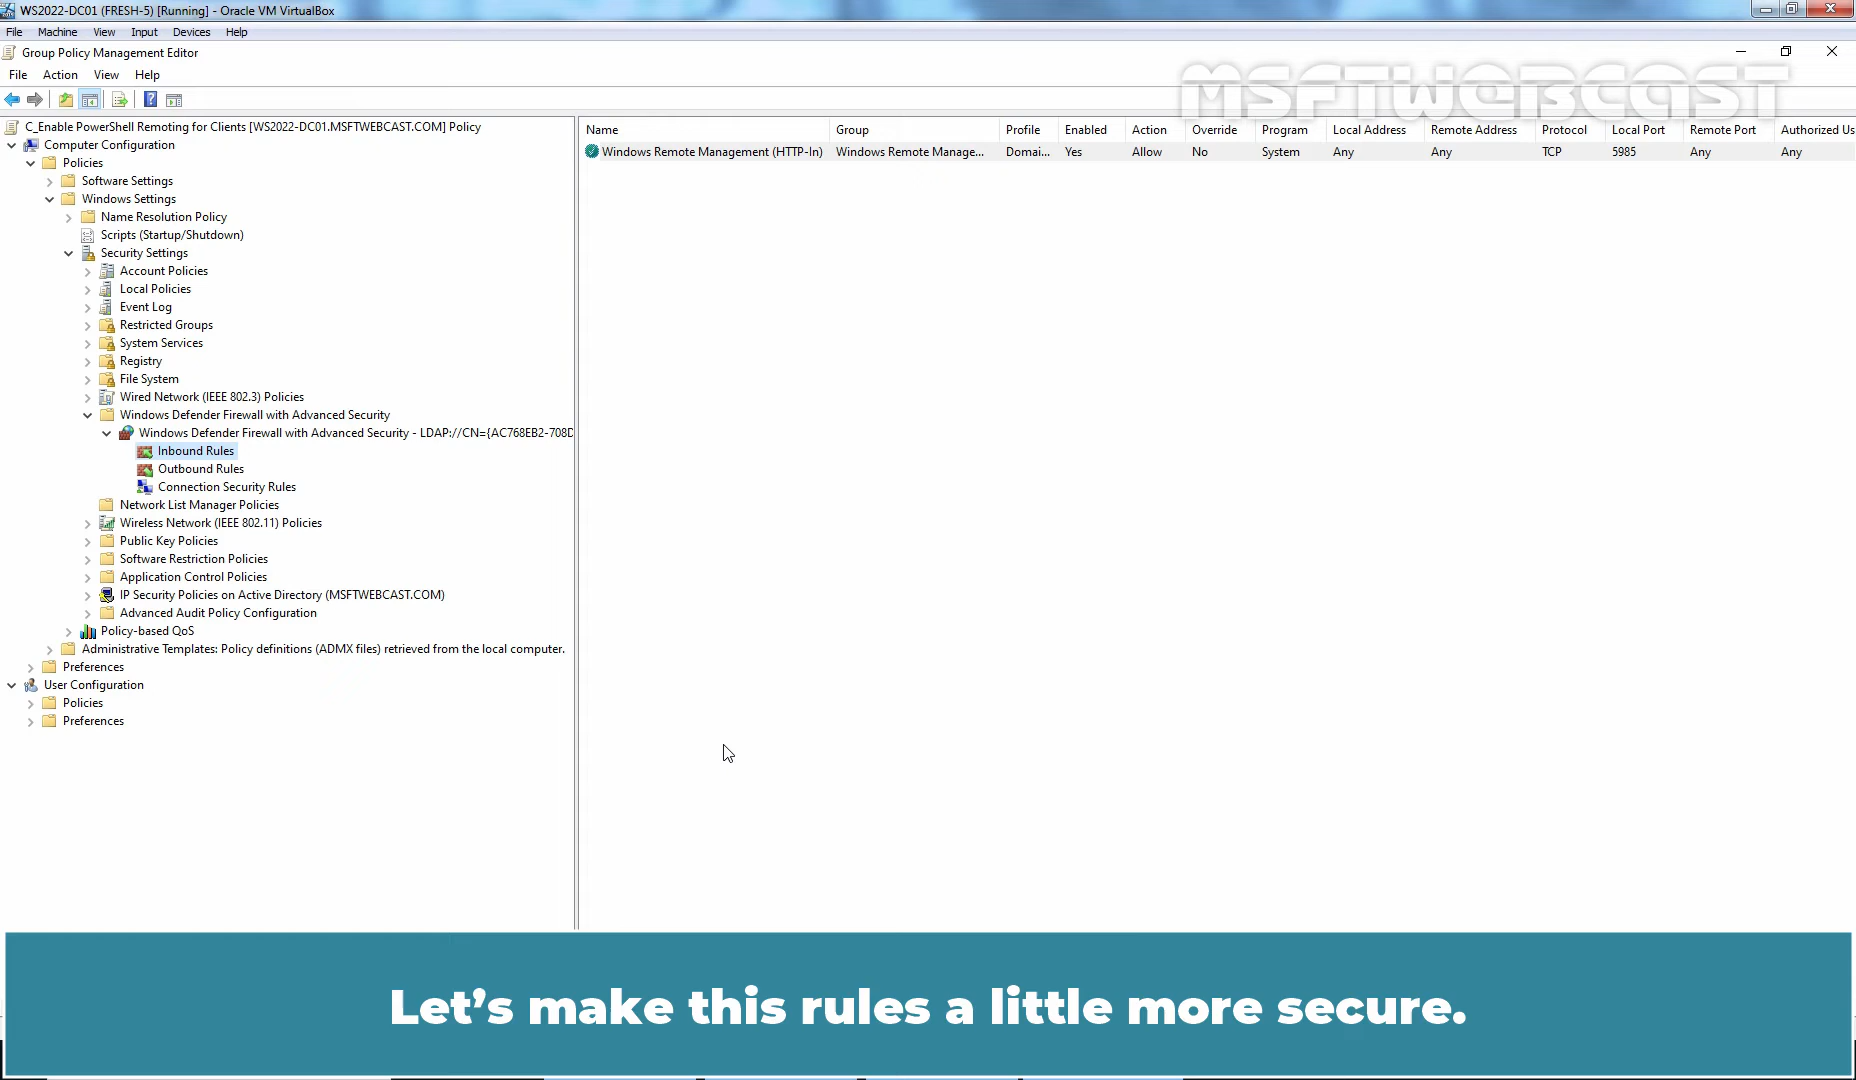 WS2022-DC01 (FRESH-5) [Running] - Oracle VM VirtualBox
File Machine View Input Devices Help
Group Policy Management Editor
File Action View Help
MSFTWEBCAST
C_Enable PowerShell Remoting for Clients [WS2022-DC01.MSFTWEBCAST.COM] Policy
Computer Configuration
Policies
Software Settings
Windows Settings
Name Resolution Policy
Scripts (Startup/Shutdown)
Security Settings
Account Policies
Local Policies
Event Log
Restricted Groups
System Services
Registry
File System
Wired Network (IEEE 802.3) Policies
Windows Defender Firewall with Advanced Security
Windows Defender Firewall with Advanced Security - LDAP://CN={AC768EB2-708D
Inbound Rules
Outbound Rules
Connection Security Rules
Network List Manager Policies
Wireless Network (IEEE 802.11) Policies
Public Key Policies
Software Restriction Policies
Application Control Policies
IP Security Policies on Active Directory (MSFTWEBCAST.COM)
Advanced Audit Policy Configuration
Policy-based QoS
Administrative Templates: Policy definitions (ADMX files) retrieved from the local computer.
Preferences
User Configuration
Policies
Preferences
Name Group Profile Enabled Action Override Program Local Address Remote Address Protocol Local Port Remote Port Authorized Us
Windows Remote Management (HTTP-In) Windows Remote Manage... Domai... Yes Allow No System Any Any TCP 5985 Any Any
Let's make this rules a little more secure.